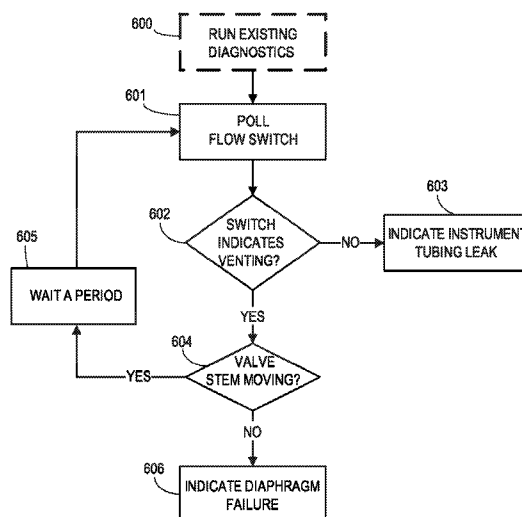 600
RUN EXISTING
DIAGNOSTICS
601
POLL
FLOW SWITCH
602
SWITCH
INDICATES
VENTING?
NO
603
INDICATE INSTRUMENT
TUBING LEAK
605
WAIT A PERIOD
YES
604
VALVE
STEM MOVING?
YES
NO
606
INDICATE DIAPHRAGM
FAILURE